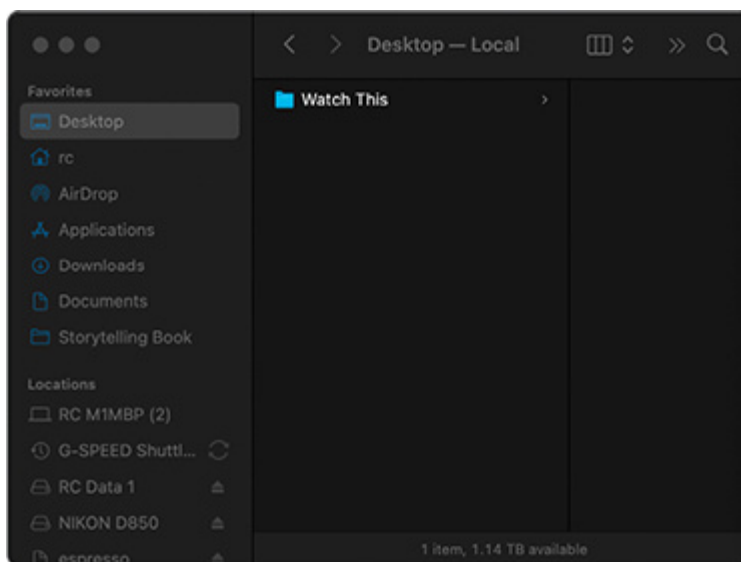 Desktop — Local
Favorites
Desktop
rc
AirDrop
Applications
Downloads
Documents
Storytelling Book
Locations
RC M1MBP (2)
G-SPEED Shuttl...
RC Data 1
NIKON D850
espresso
Watch This
1 item, 1.14 TB available